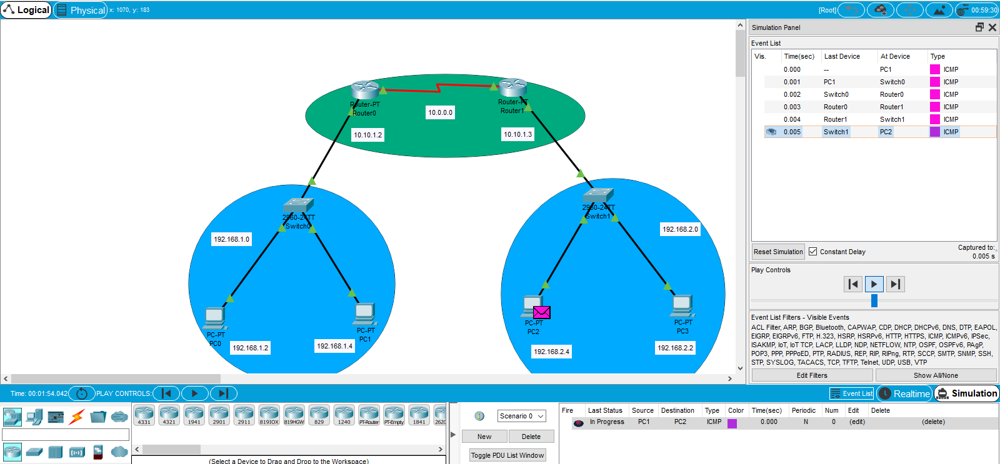 Logical
Physical x: 1070, y: 183
[Root]
00:59:30
Router-PT
Router0
Router-PT
Router1
10.0.0.0
10.10.1.2
10.10.1.3
2960-24TT
Switch0
2960-24TT
Switch1
192.168.1.0
192.168.2.0
PC-PT
PC0
192.168.1.2
PC-PT
PC1
192.168.1.4
PC-PT
PC2
192.168.2.4
PC-PT
PC3
192.168.2.2
Simulation Panel
Event List
Vis. Time(sec) Last Device At Device Type
0.000 -- PC1 ICMP
0.001 PC1 Switch0 ICMP
0.002 Switch0 Router0 ICMP
0.003 Router0 Router1 ICMP
0.004 Router1 Switch1 ICMP
0.005 Switch1 PC2 ICMP
Reset Simulation Constant Delay
Captured to:
0.005 s
Play Controls
Event List Filters - Visible Events
ACL Filter, ARP, BGP, Bluetooth, CAPWAP, CDP, DHCP, DHCPv6, DNS, DTP, EAPOL,
EIGRP, EIGRPv6, FTP, H.323, HSRP, HSRPv6, HTTP, HTTPS, ICMP, ICMPv6, IPSec,
ISAKMP, IoT, IoT TCP, LACP, LLDP, NDP, NETFLOW, NTP, OSPF, OSPFv6, PAgP,
POP3, PPP, PPPoED, PTP, RADIUS, REP, RIP, RIPng, RTP, SCCP, SMTP, SNMP, SSH,
STP, SYSLOG, TACACS, TCP, TFTP, Telnet, UDP, USB, VTP
Edit Filters Show All/None
Time: 00:01:54.042 PLAY CONTROLS:
Event List Realtime Simulation
4331 4321 1941 2901 2911 819IOX 819HGW 829 1240 PT-Router PT-Empty 1841 2620
(Select a Device to Drag and Drop to the Workspace)
Scenario 0
New Delete
Toggle PDU List Window
Fire Last Status Source Destination Type Color Time(sec) Periodic Num Edit Delete
In Progress PC1 PC2 ICMP 0.000 N 0 (edit) (delete)